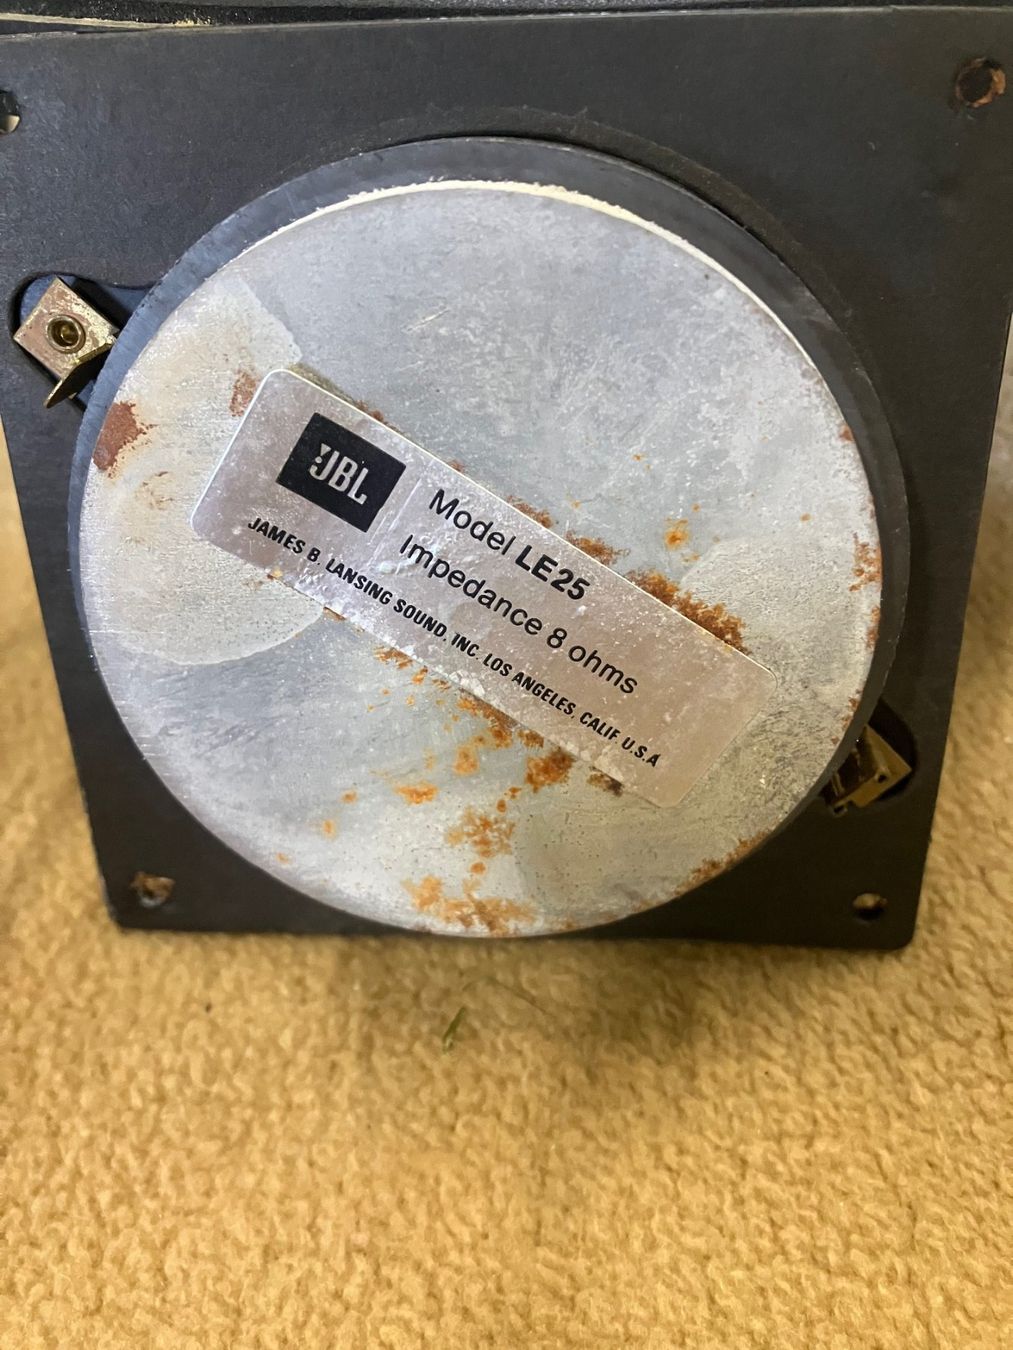 JBL
Model LE25
Impedance 8 ohms
JAMES B. LANSING SOUND, INC. LOS ANGELES, CALIF. U.S.A